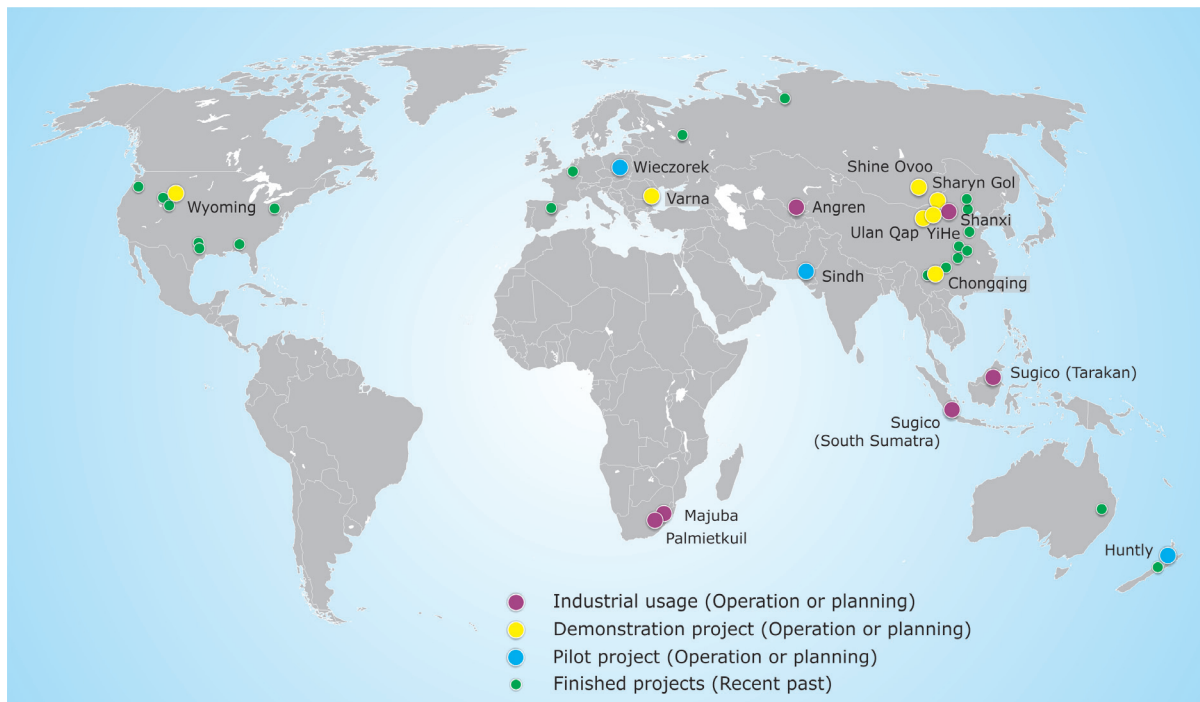 Wieczorek
Shine Ovoo
Sharyn Gol
Wyoming
Varna
Angren
Shanxi
Ulan Qap
YiHe
Sindh
Chongqing
Sugico (Tarakan)
Sugico
(South Sumatra)
Majuba
Palmietkuil
Huntly
Industrial usage (Operation or planning)
Demonstration project (Operation or planning)
Pilot project (Operation or planning)
Finished projects (Recent past)